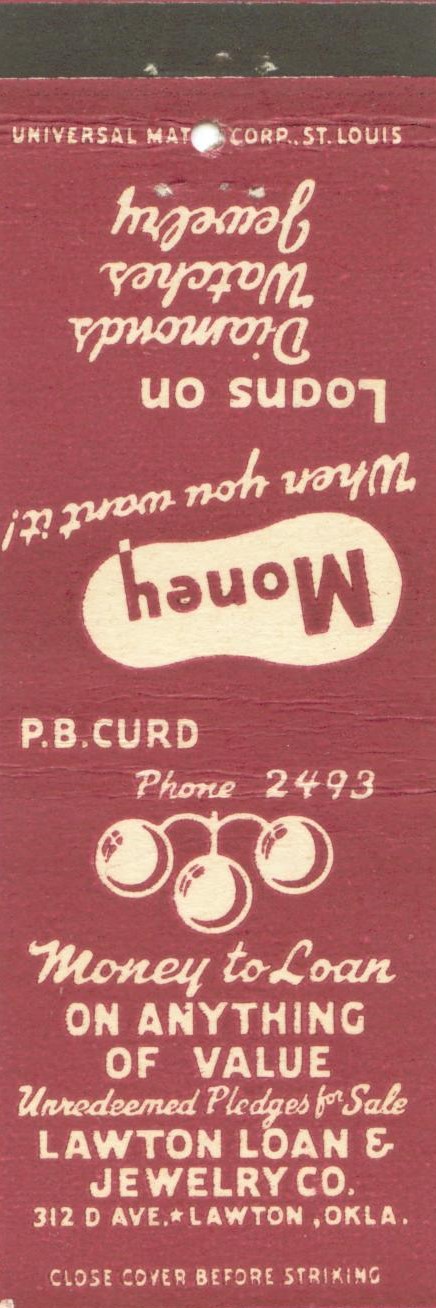 UNIVERSAL MAT CORP., ST. LOUIS
Money
When you want it!
Loans on
Diamonds
Watches
Jewelry
P.B. CURD
Phone 2493
Money to Loan
ON ANYTHING
OF VALUE
Unredeemed Pledges for Sale
LAWTON LOAN &
JEWELRY CO.
312 D AVE.★LAWTON, OKLA.
CLOSE COVER BEFORE STRIKING